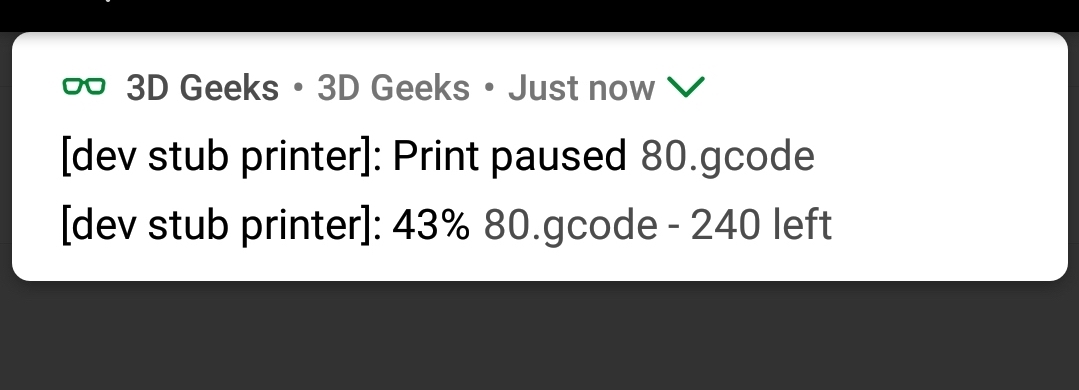 3D Geeks • 3D Geeks • Just now
[dev stub printer]: Print paused 80.gcode
[dev stub printer]: 43% 80.gcode - 240 left